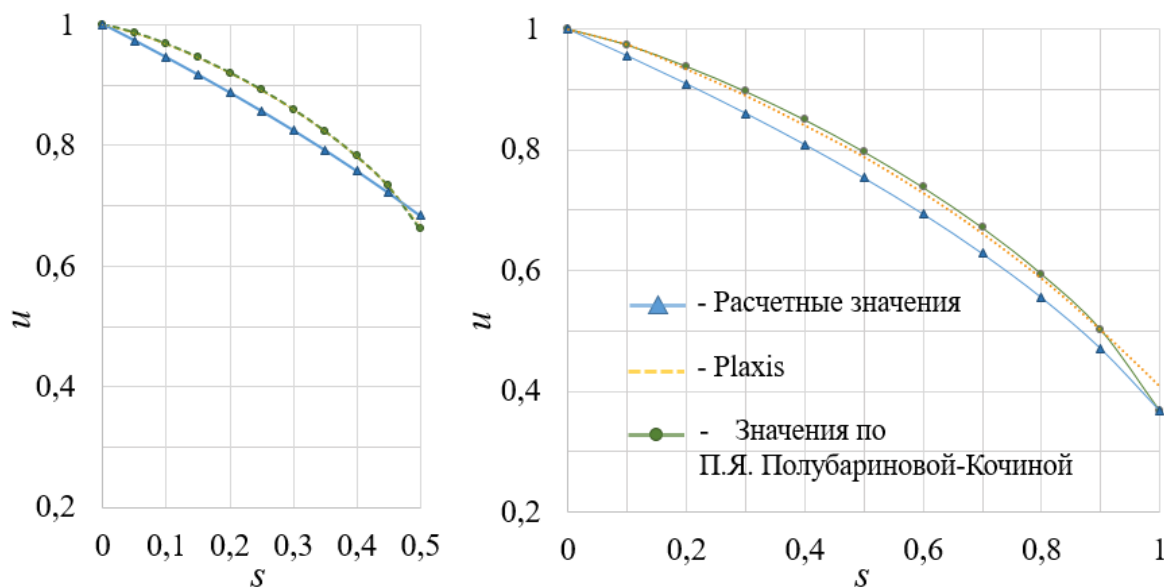 1
0,8
0,6
0,4
0,2
u
0 0,1 0,2 0,3 0,4 0,5
s
1
0,8
0,6
0,4
0,2
u
- Расчетные значения
- Plaxis
- Значения по
П.Я. Полубариновой-Кочиной
0 0,2 0,4 0,6 0,8 1
s